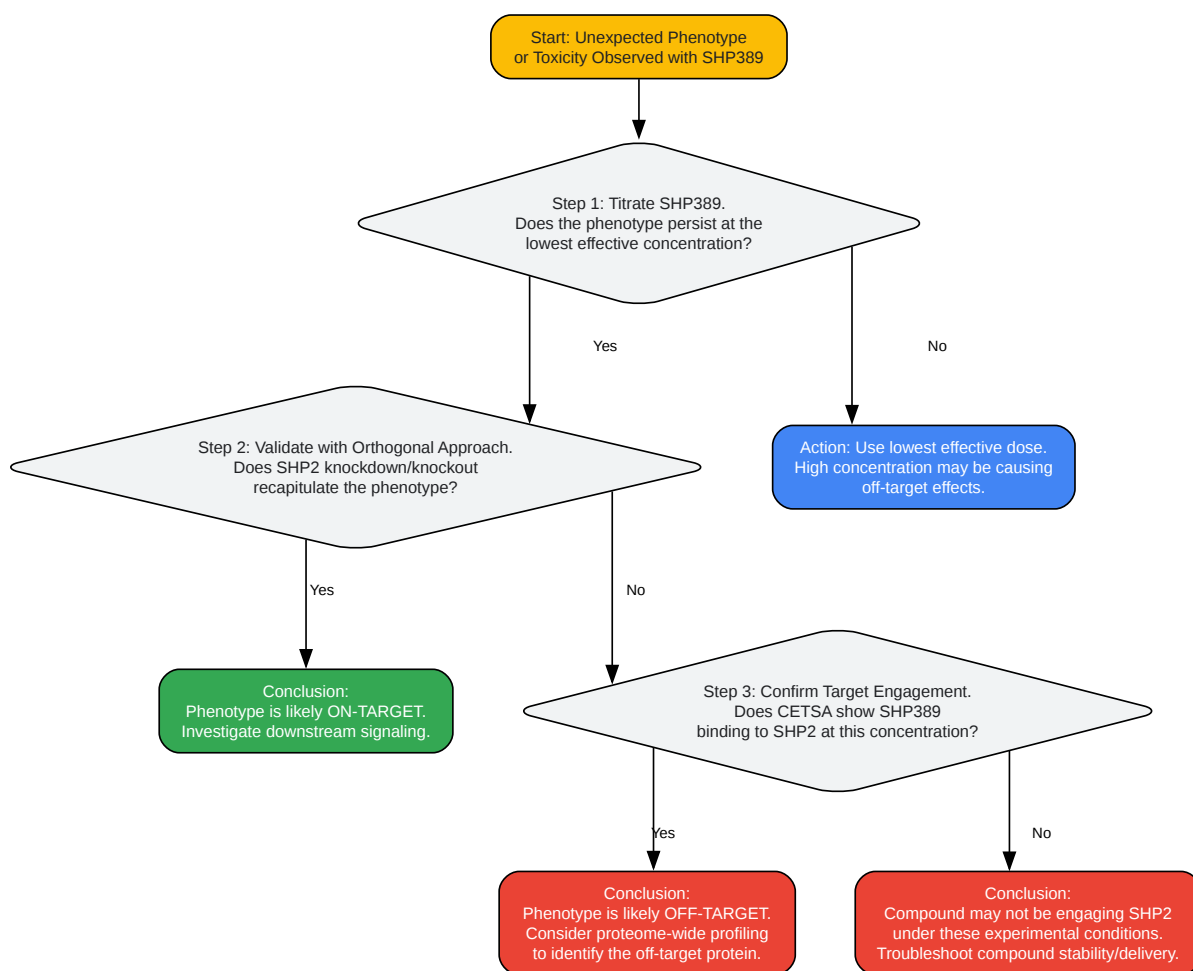 Start: Unexpected Phenotype
or Toxicity Observed with SHP389
Step 1: Titrate SHP389.
Does the phenotype persist at the
lowest effective concentration?
Yes
No
Step 2: Validate with Orthogonal Approach.
Does SHP2 knockdown/knockout
recapitulate the phenotype?
Action: Use lowest effective dose.
High concentration may be causing
off-target effects.
Yes
No
Conclusion:
Phenotype is likely ON-TARGET.
Investigate downstream signaling.
Step 3: Confirm Target Engagement.
Does CETSA show SHP389
binding to SHP2 at this concentration?
Yes
No
Conclusion:
Phenotype is likely OFF-TARGET.
Consider proteome-wide profiling
to identify the off-target protein.
Conclusion:
Compound may not be engaging SHP2
under these experimental conditions.
Troubleshoot compound stability/delivery.